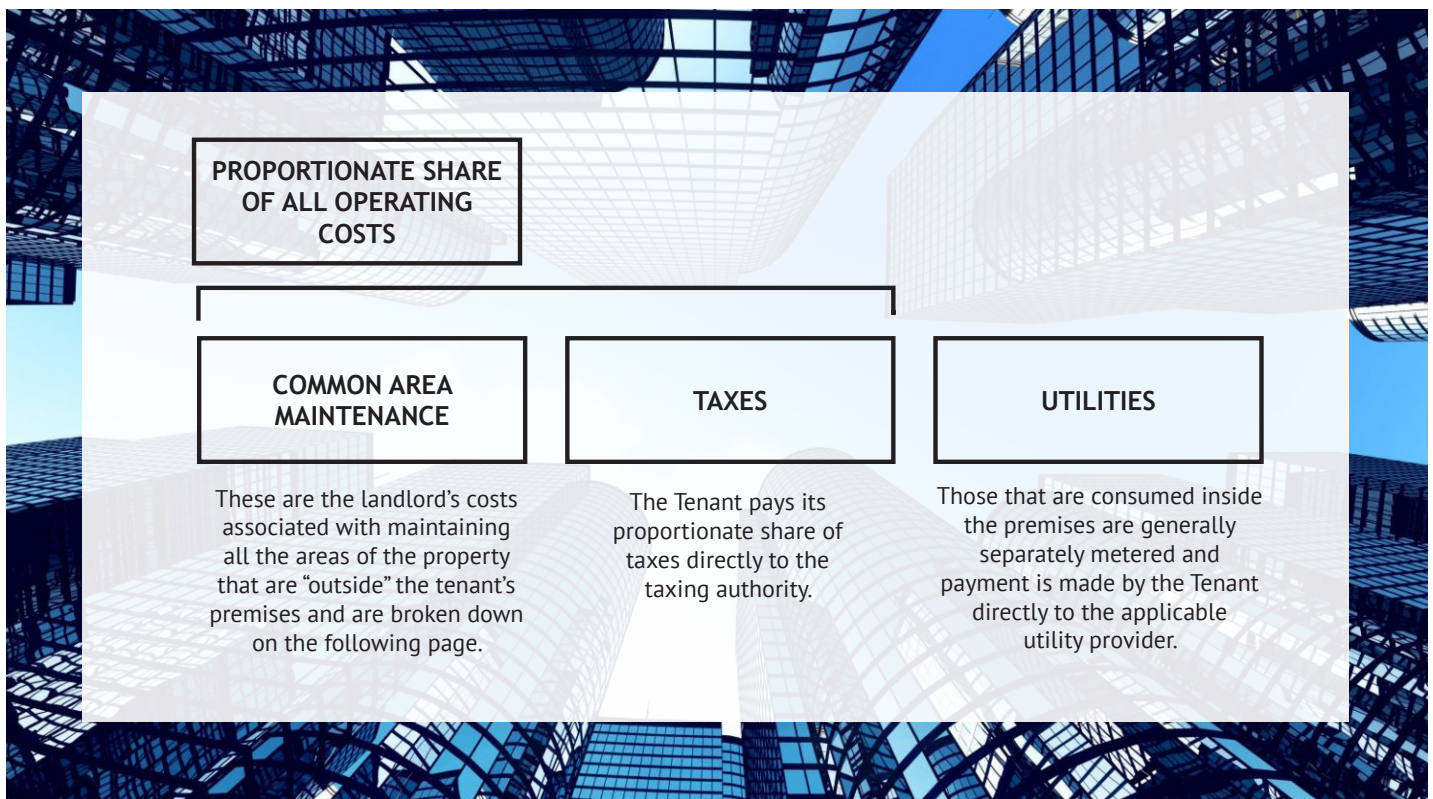 PROPORTIONATE SHARE
OF ALL OPERATING
COSTS
COMMON AREA
MAINTENANCE
These are the landlord’s costs
associated with maintaining
all the areas of the property
that are “outside” the tenant’s
premises and are broken down
on the following page.
TAXES
The Tenant pays its
proportionate share of
taxes directly to the
taxing authority.
UTILITIES
Those that are consumed inside
the premises are generally
separately metered and
payment is made by the Tenant
directly to the applicable
utility provider.